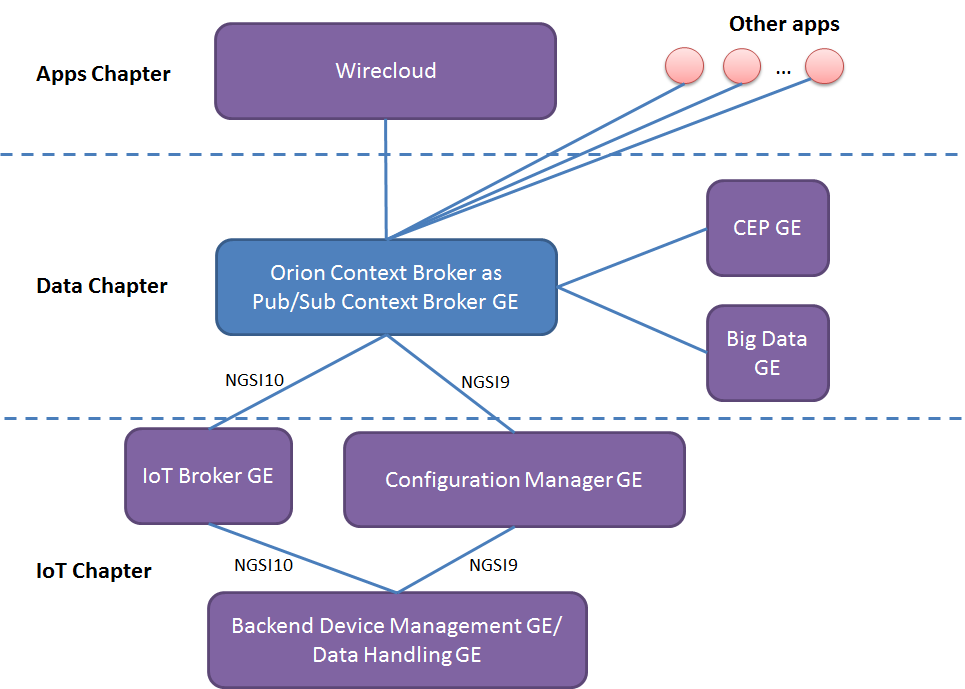 Other apps
Apps Chapter
Wirecloud
...
CEP GE
Data Chapter
Orion Context Broker as
Pub/Sub Context Broker GE
Big Data
GE
NGSI10
NGSI9
IoT Broker GE
Configuration Manager GE
IoT Chapter
NGSI10
NGSI9
Backend Device Management GE/
Data Handling GE